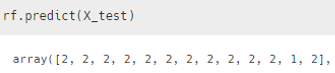 rf.predict(X_test)
array([2, 2, 2, 2, 2, 2, 2, 2, 2, 2, 2, 1, 2],